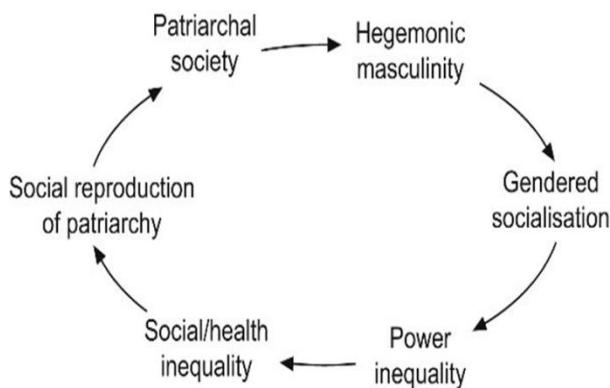 Patriarchal
society
Hegemonic
masculinity
Gendered
socialisation
Power
inequality
Social/health
inequality
Social reproduction
of patriarchy